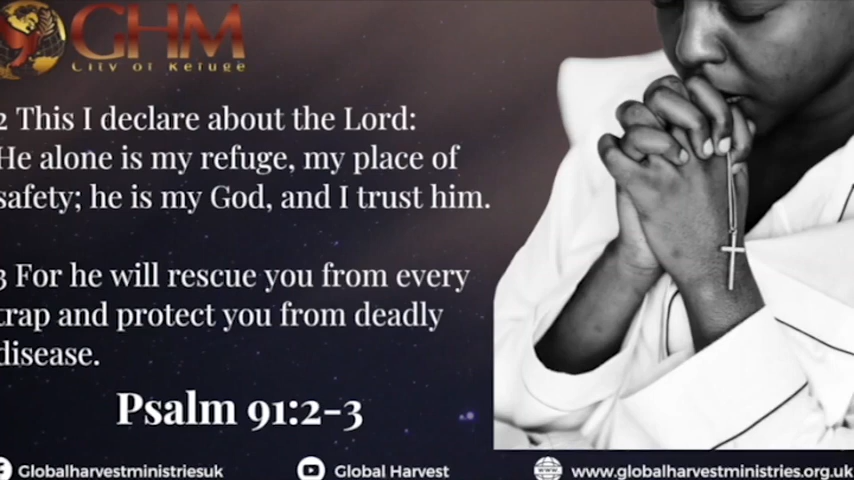 GHM
City of Refuge
2 This I declare about the Lord:
He alone is my refuge, my place of
safety; he is my God, and I trust him.
3 For he will rescue you from every
trap and protect you from deadly
disease.
Psalm 91:2-3
Globalharvestministriesuk
Global Harvest
www.globalharvestministries.org.uk